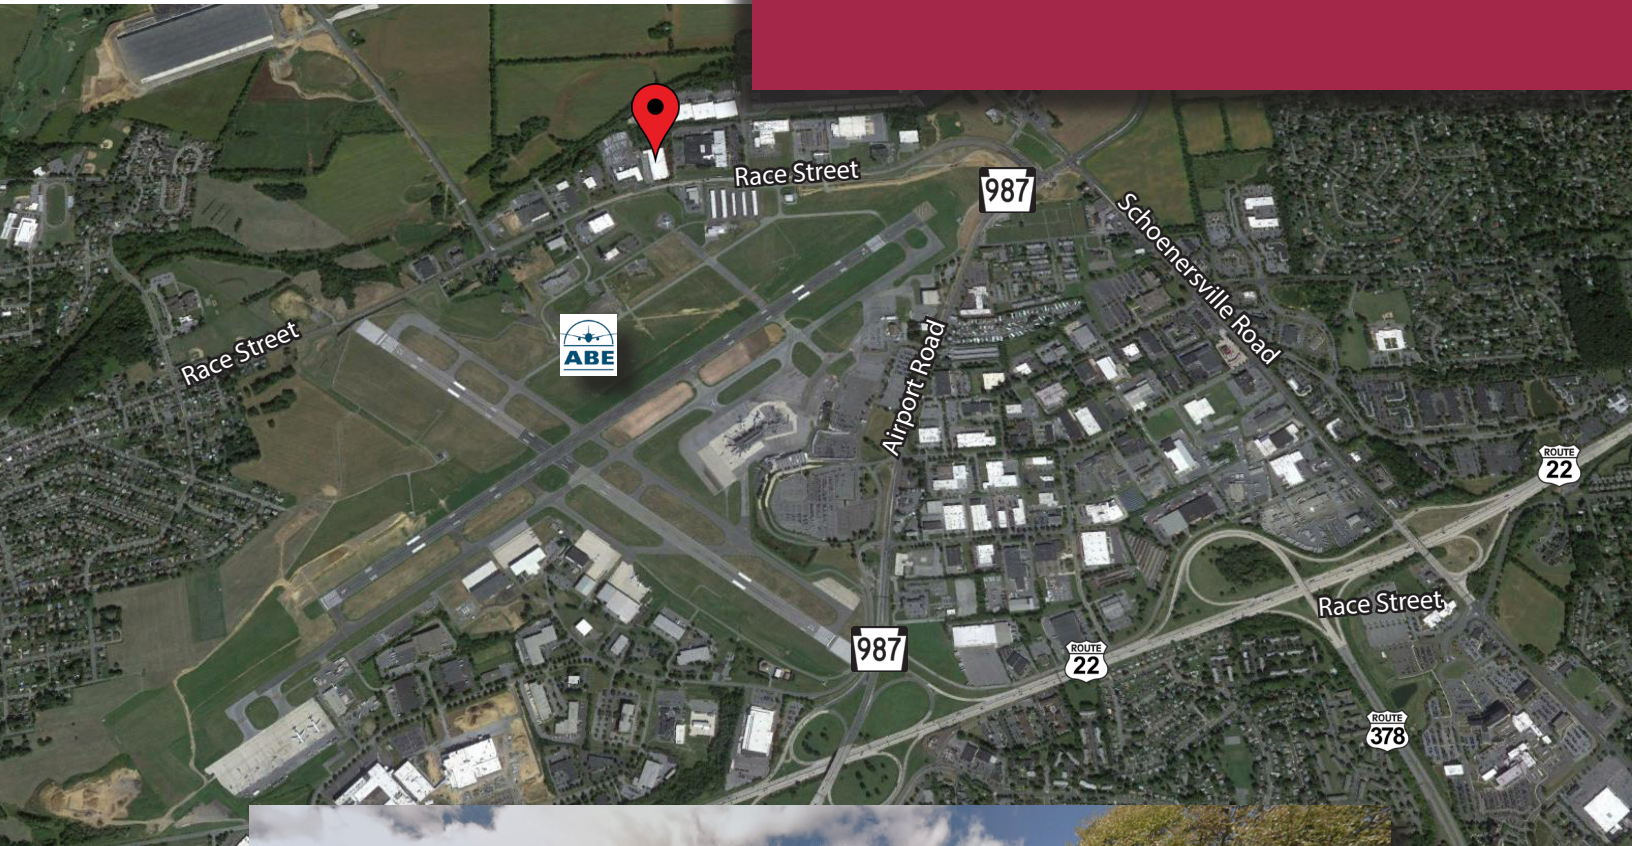 Race Street
987
Schoenersville Road
Race Street
ABE
Airport Road
ROUTE
22
Race Street
987
ROUTE
22
ROUTE
378